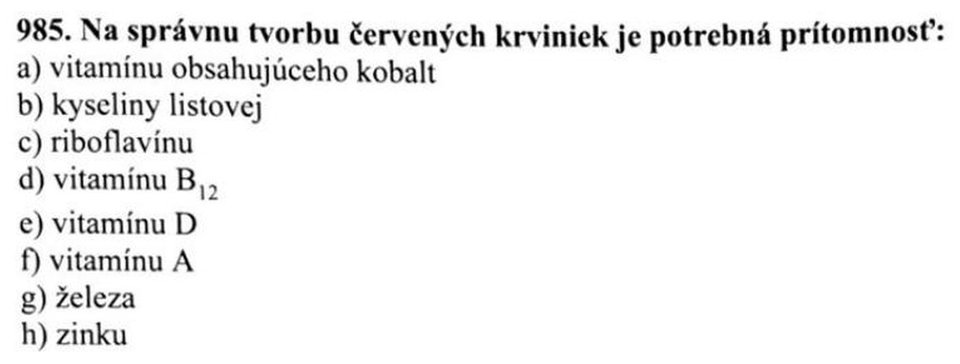 985. Na správnu tvorbu červených krviniek je potrebná prítomnosť:
a) vitamínu obsahujúceho kobalt
b) kyseliny listovej
c) riboflavínu
d) vitamínu B₁₂
e) vitamínu D
f) vitamínu A
g) železa
h) zinku